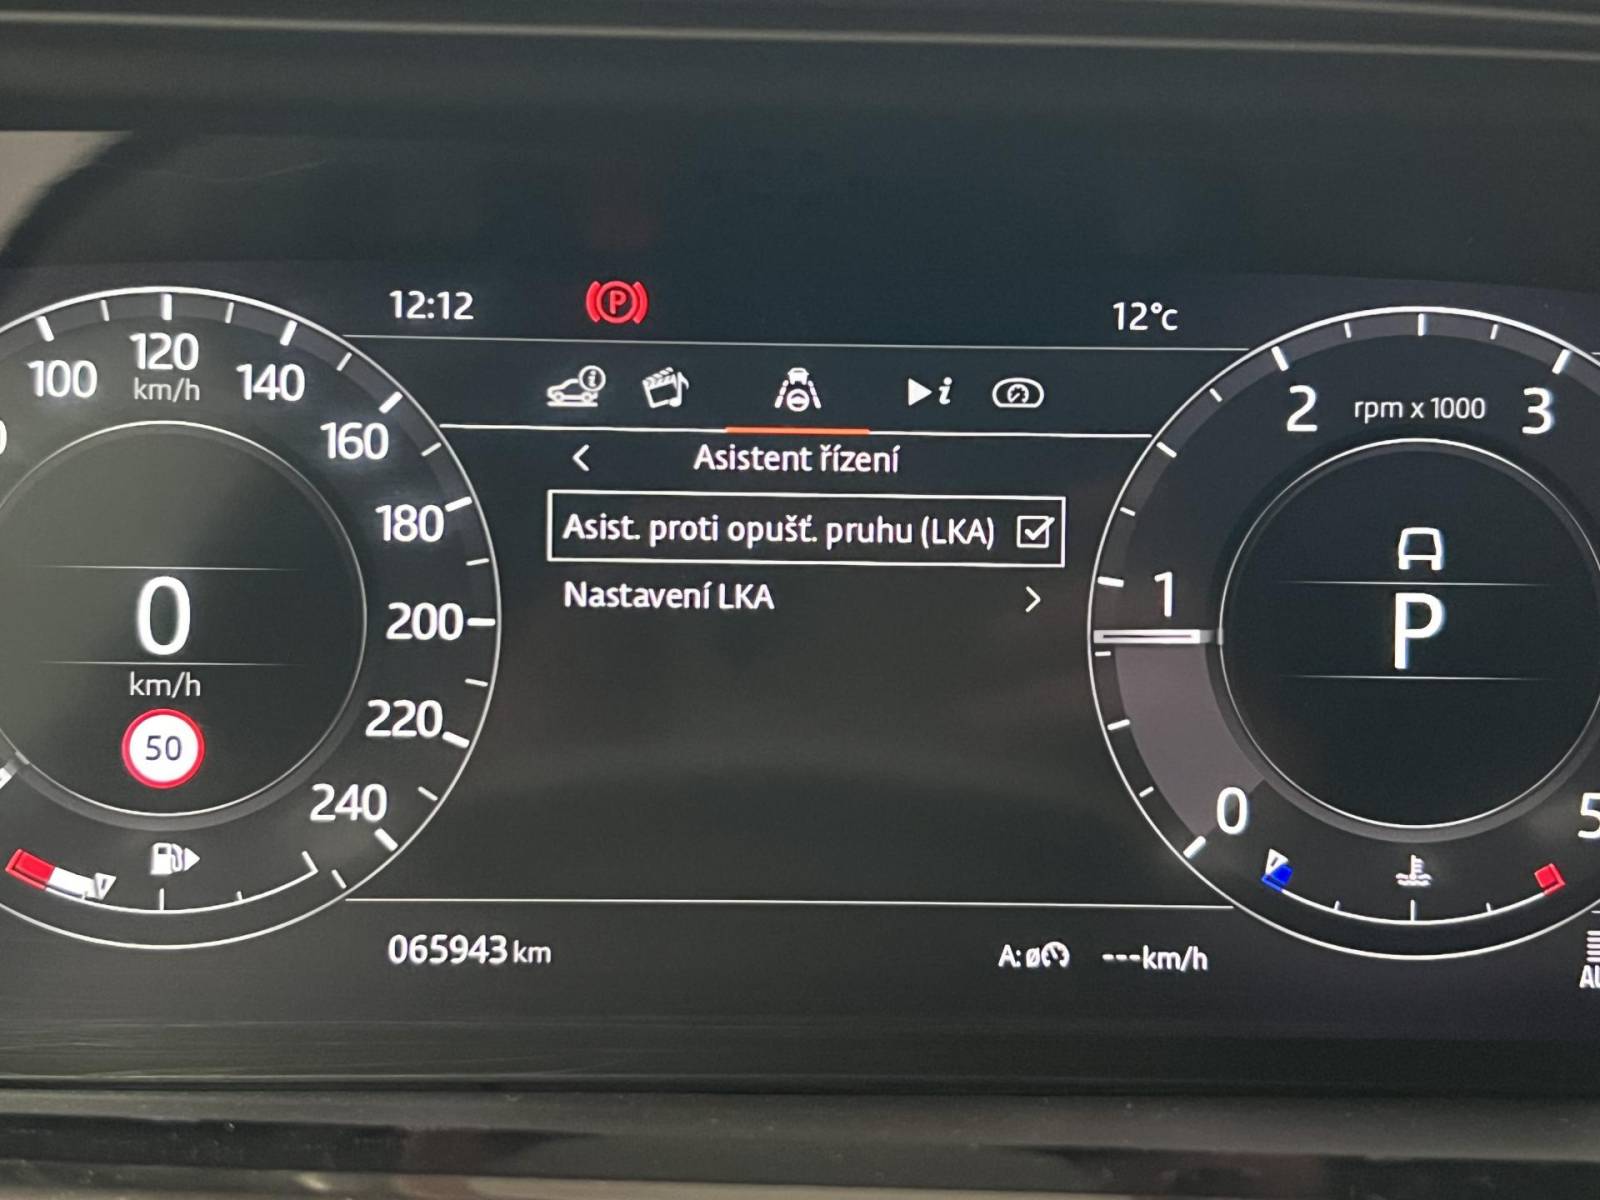 12:12
P
12°c
100
120
km/h
140
160
180
200
220
240
i
i
Asistent řízení
Asist. proti opušť. pruhu (LKA)
Nastavení LKA
0
km/h
50
2
rpm x 1000
3
1
0
5
P
065943 km
A:ø
---km/h